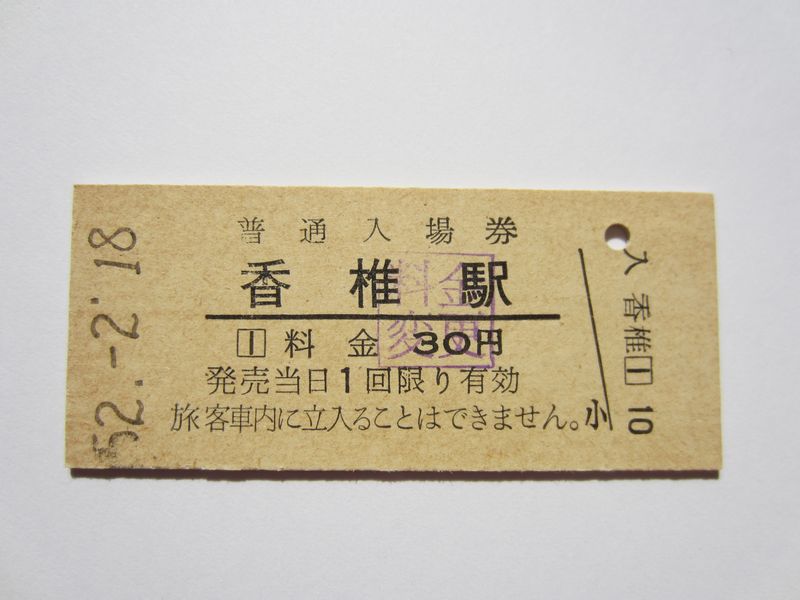 普通入場券
香椎駅
料金変更
1 料金 30円
発売当日1回限り有効
旅客車内に立入ることはできません。
小
入 香椎 1 10
52.-2.18